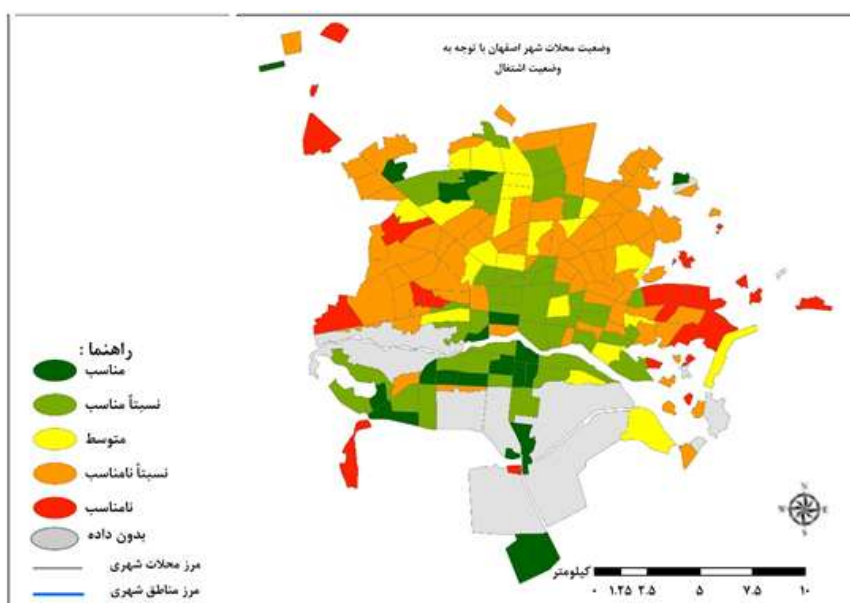 وضعیت محلات شهر اصفهان با توجه به
وضعیت اشتغال
راهنما :
مناسب
نسبتاً مناسب
متوسط
نسبتاً نامناسب
نامناسب
بدون داده
مرز محلات شهری
مرز مناطق شهری
کیلومتر
۰ ۱.۲۵ ۲.۵ ۵ ۷.۵ ۱۰